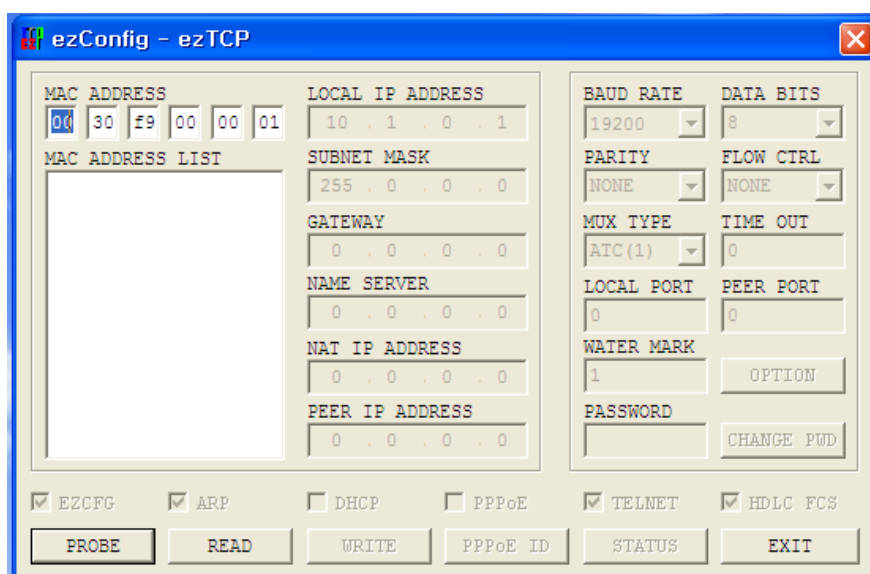 ezConfig - ezTCP
MAC ADDRESS
00 30 f9 00 00 01
MAC ADDRESS LIST
LOCAL IP ADDRESS
10 . 1 . 0 . 1
SUBNET MASK
255 . 0 . 0 . 0
GATEWAY
0 . 0 . 0 . 0
NAME SERVER
0 . 0 . 0 . 0
NAT IP ADDRESS
0 . 0 . 0 . 0
PEER IP ADDRESS
0 . 0 . 0 . 0
BAUD RATE DATA BITS
19200 8
PARITY FLOW CTRL
NONE NONE
MUX TYPE TIME OUT
ATC(1) 0
LOCAL PORT PEER PORT
0 0
WATER MARK
1 OPTION
PASSWORD
CHANGE PWD
EZCFG ARP DHCP PPPoE TELNET HDLC FCS
PROBE READ WRITE PPPoE ID STATUS EXIT